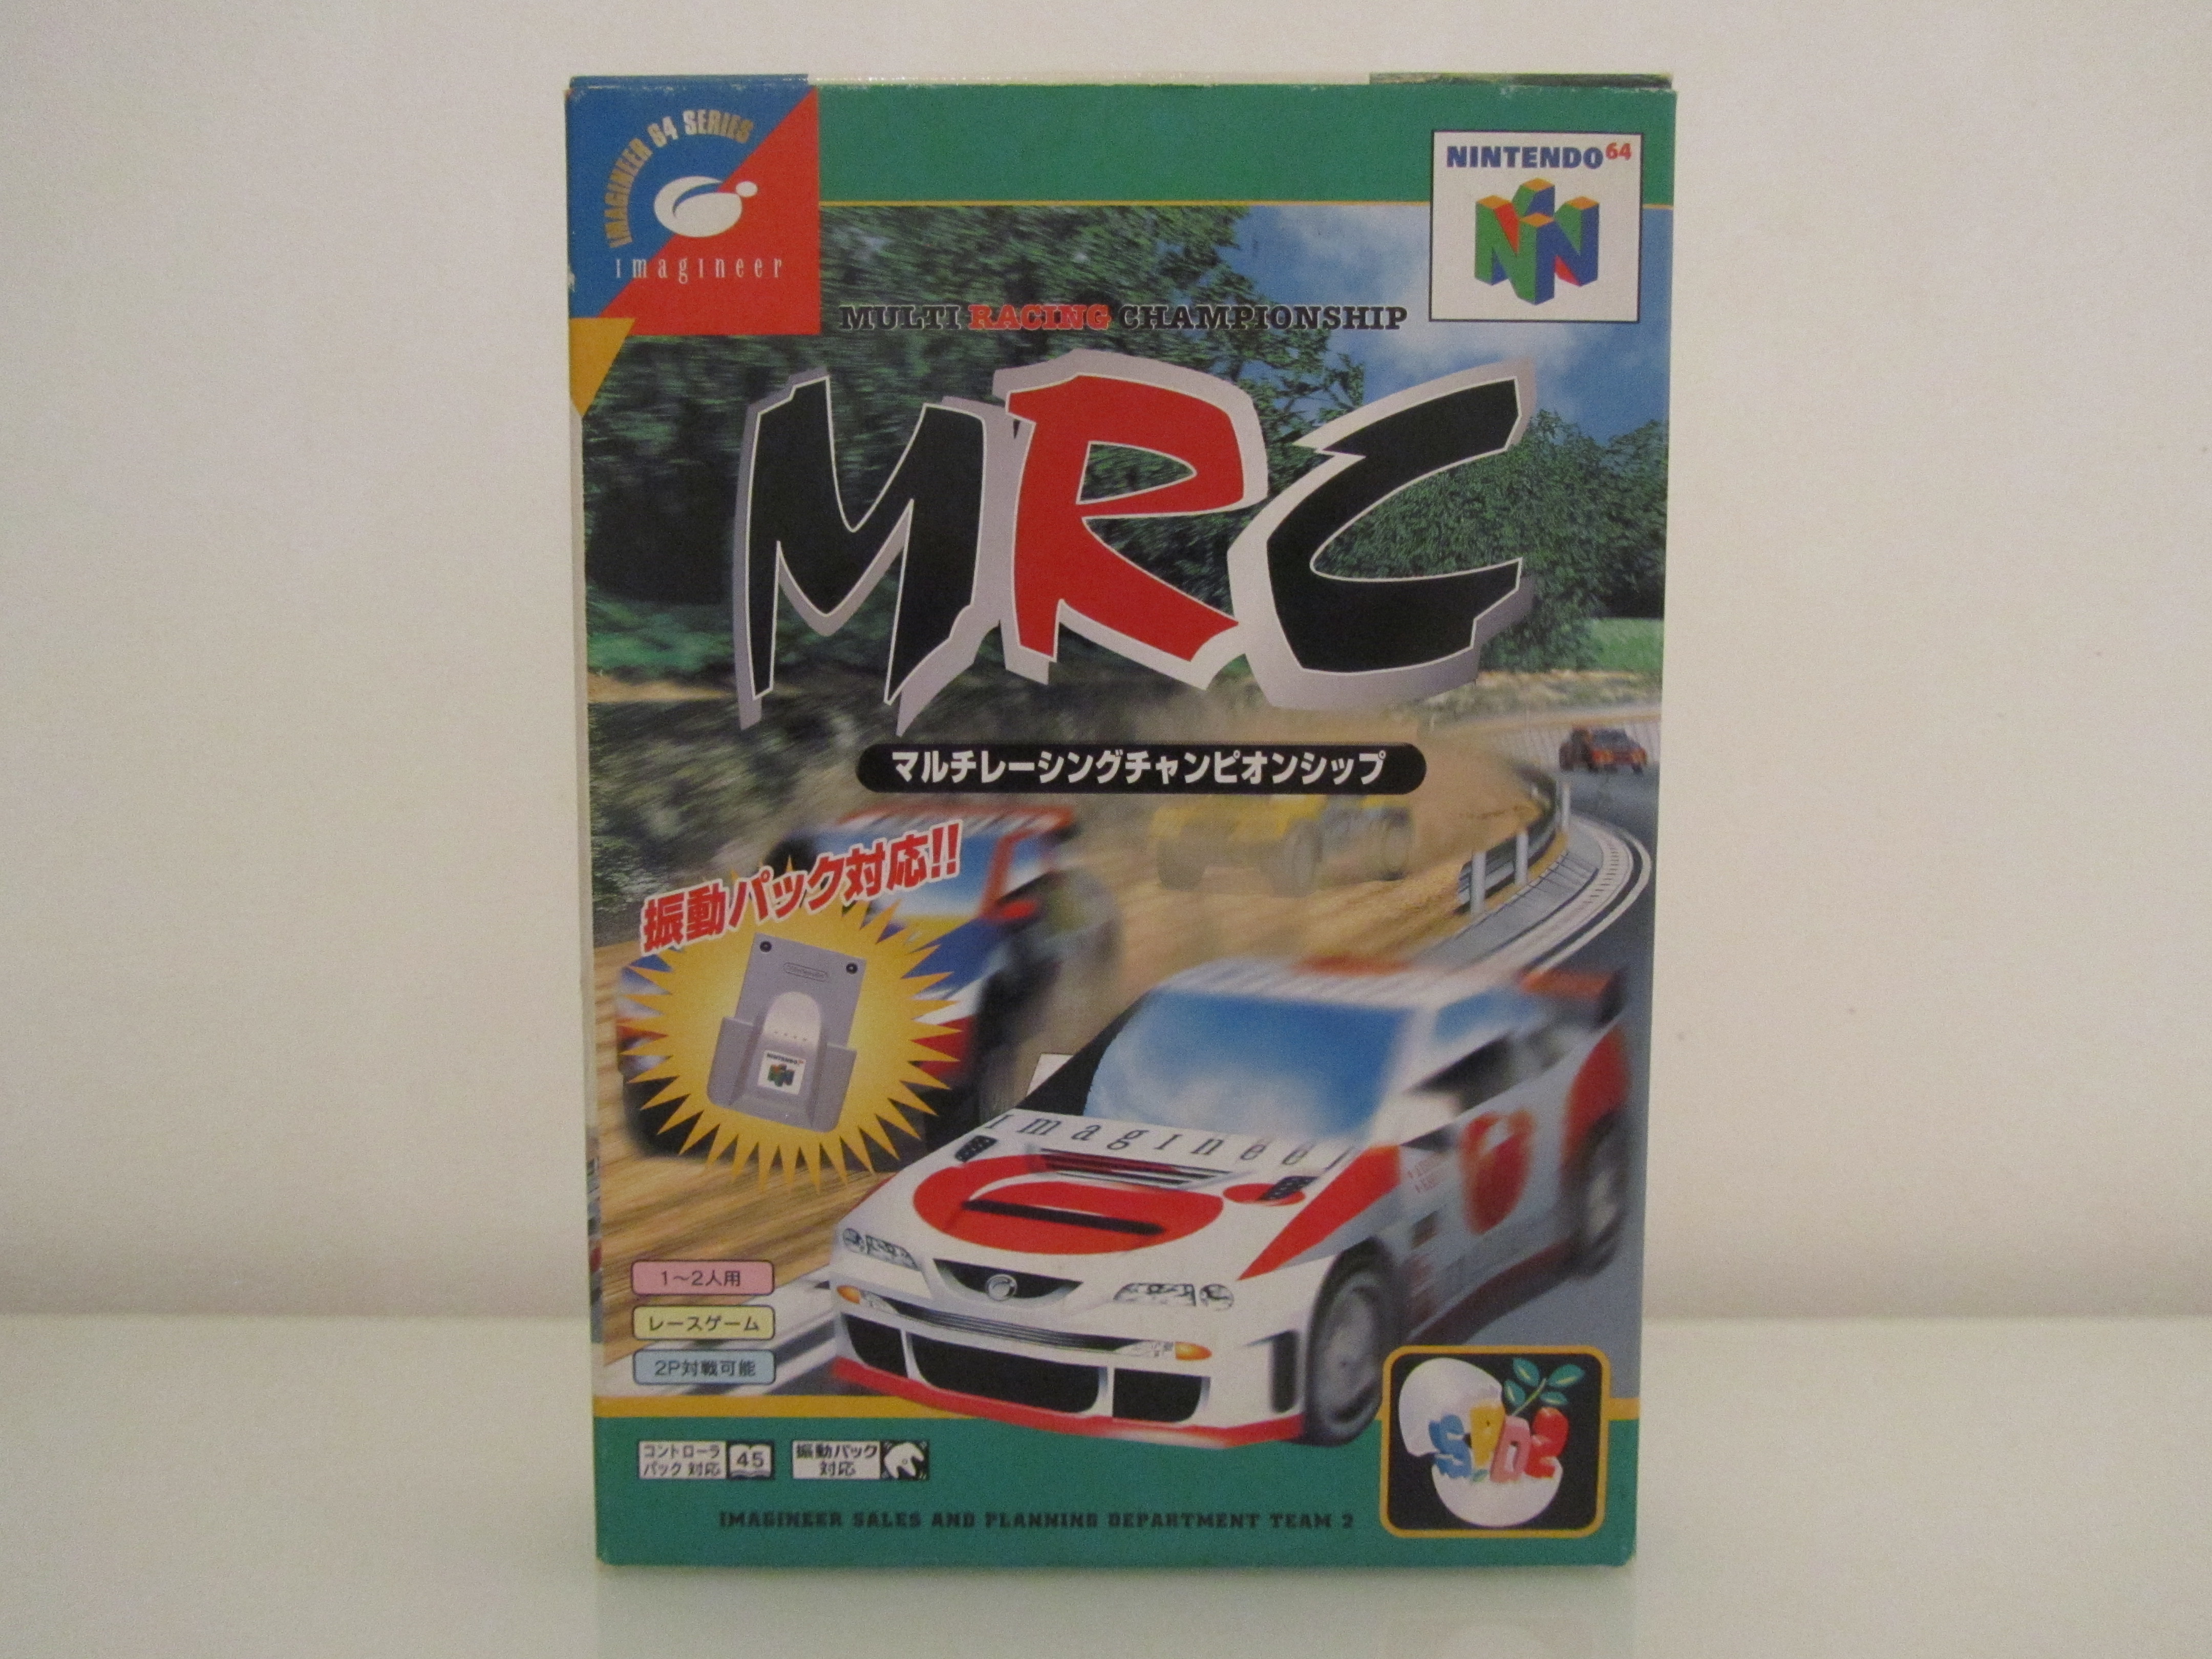 IMAGINEER 64 SERIES
imagineer
NINTENDO64
MULTI RACING CHAMPIONSHIP
MRC
マルチレーシングチャンピオンシップ
振動パック対応!!
Nintendo
NINTENDO64
imagineer
1〜2人用
レースゲーム
2P対戦可能
コントローラ
パック対応
45
振動パック
対応
S.P.D2
IMAGINEER SALES AND PLANNING DEPARTMENT TEAM 2